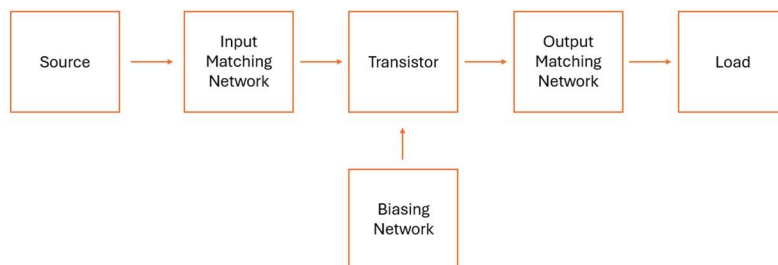 Source
Input
Matching
Network
Transistor
Output
Matching
Network
Load
Biasing
Network